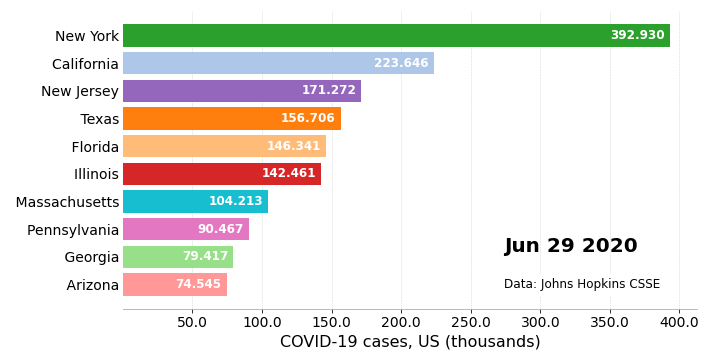 New York 392.930
California 223.646
New Jersey 171.272
Texas 156.706
Florida 146.341
Illinois 142.461
Massachusetts 104.213
Pennsylvania 90.467
Georgia 79.417
Arizona 74.545
Jun 29 2020
Data: Johns Hopkins CSSE
50.0 100.0 150.0 200.0 250.0 300.0 350.0 400.0
COVID-19 cases, US (thousands)